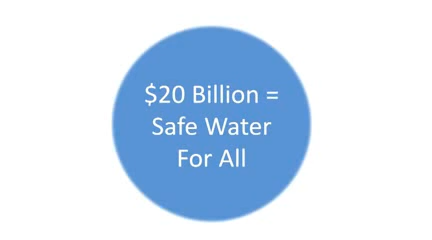 $20 Billion =
Safe Water
For All